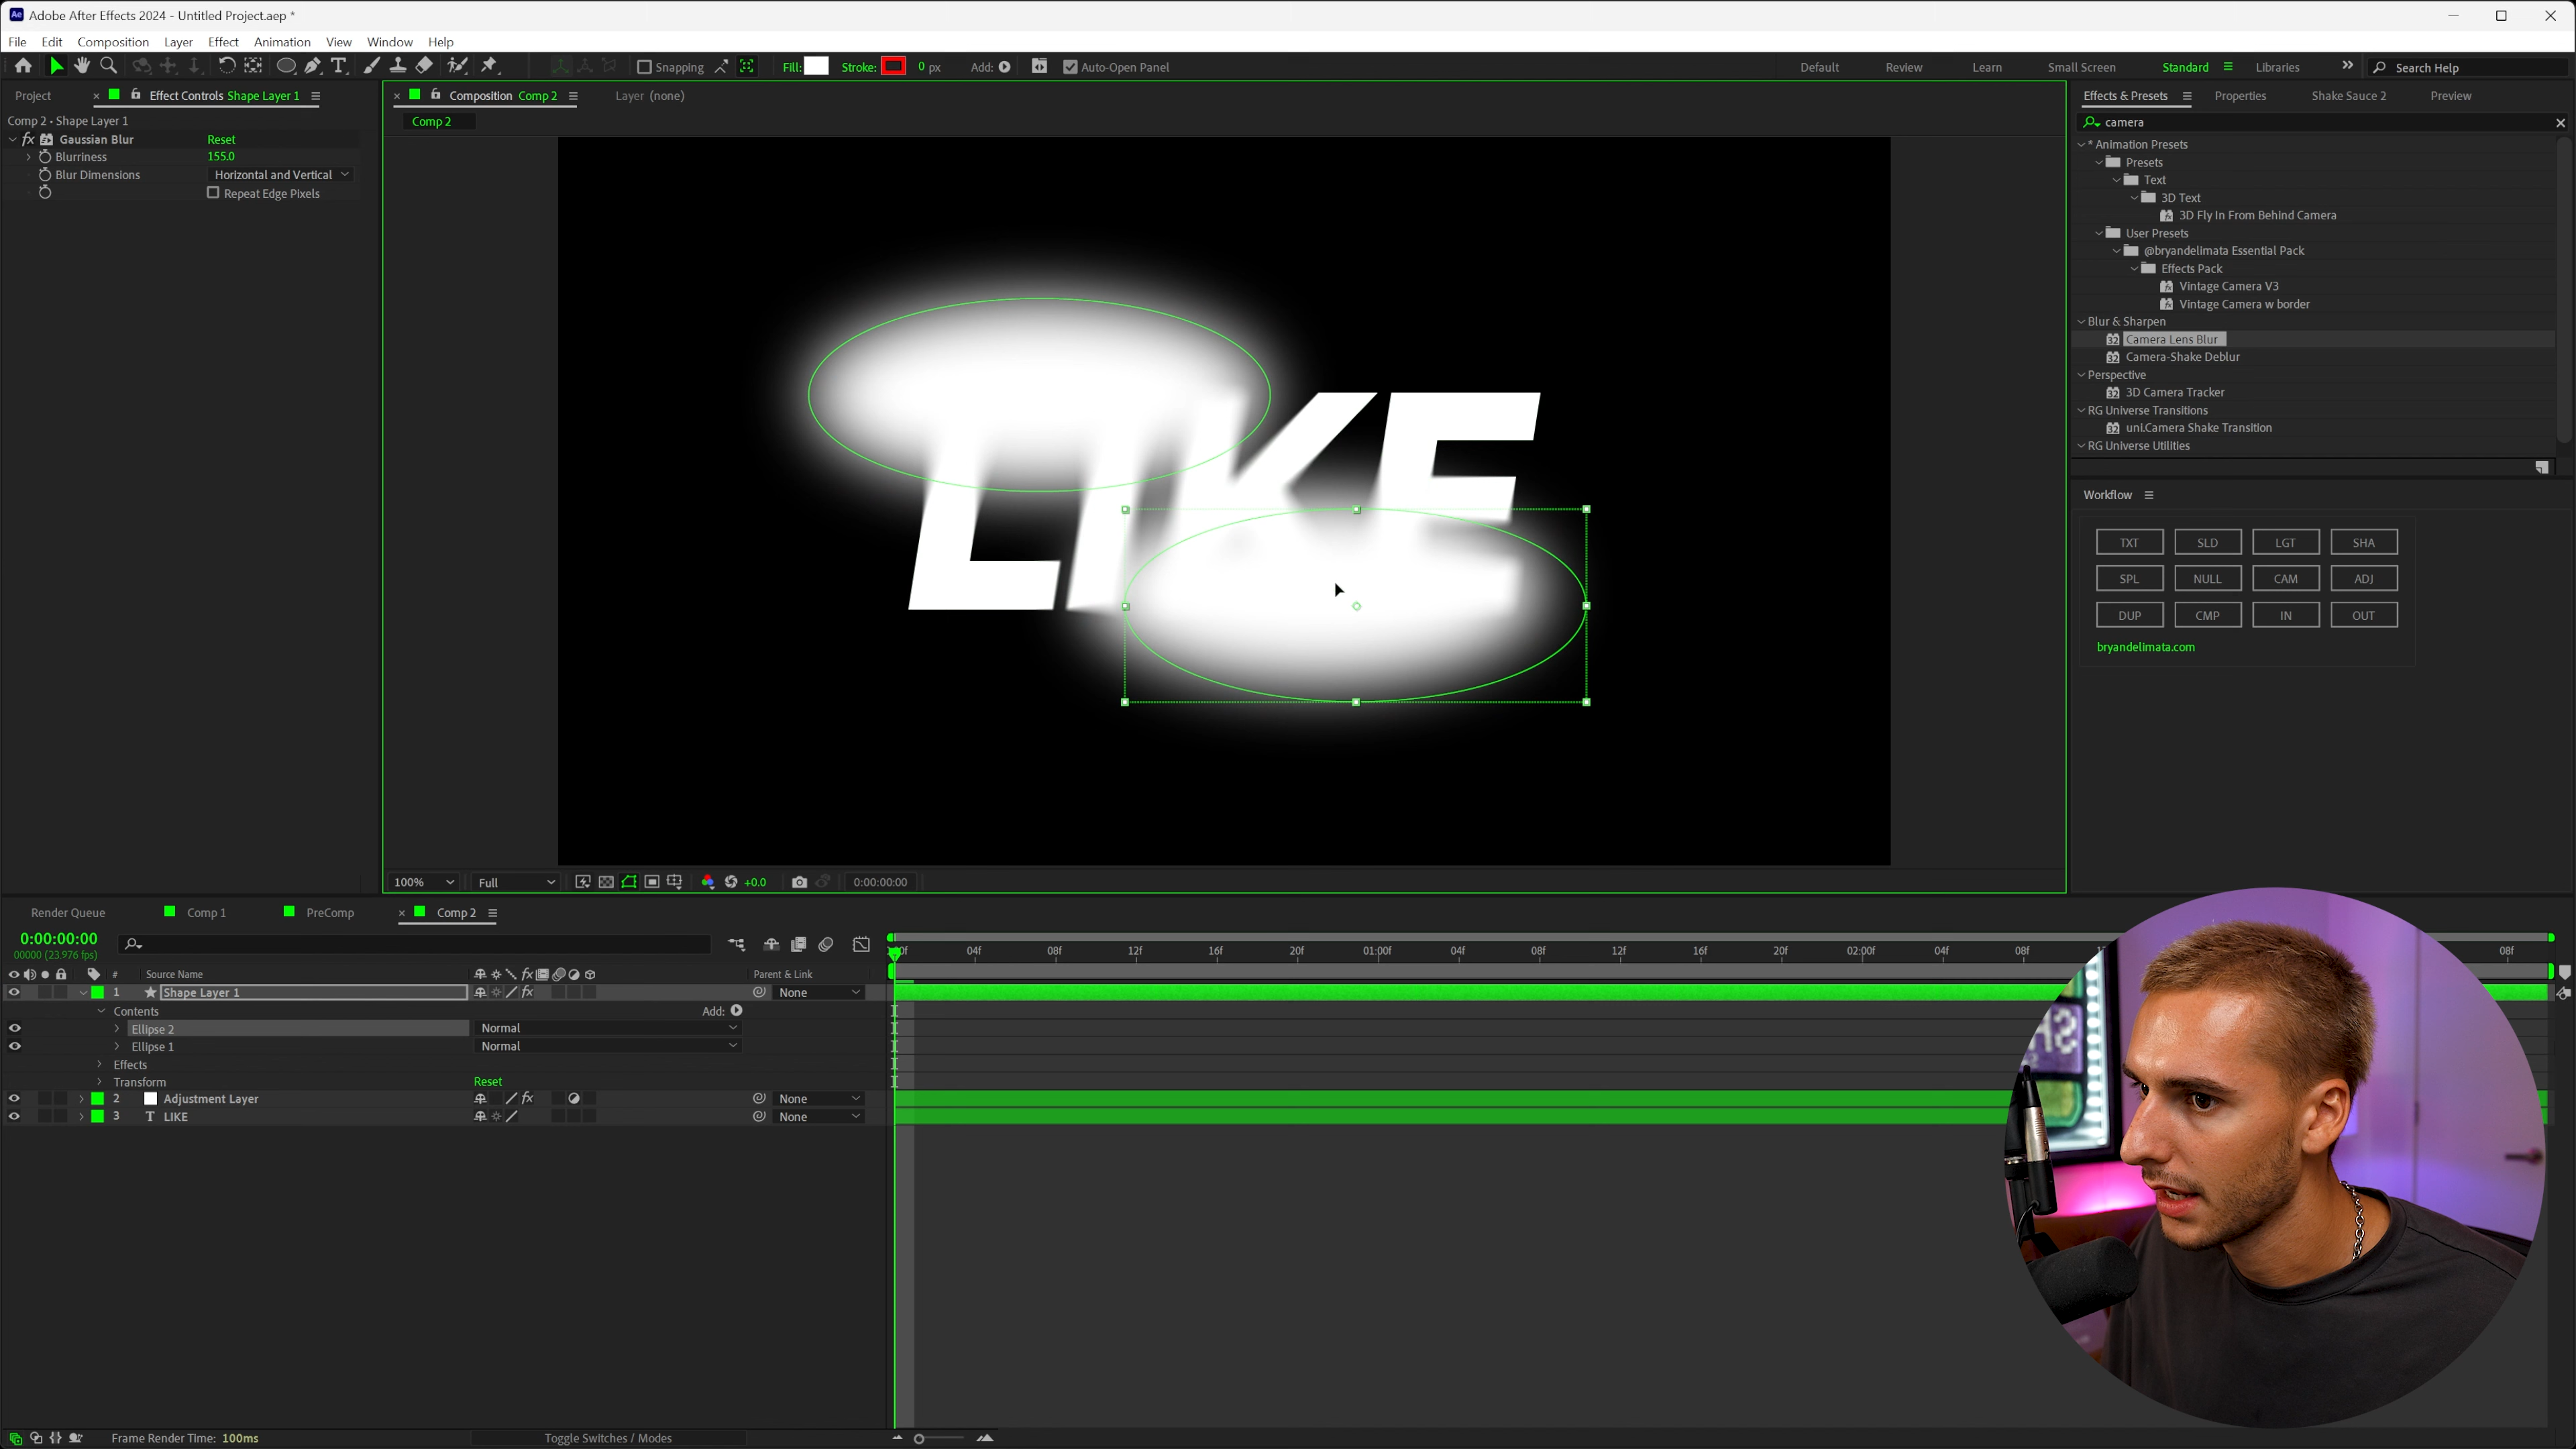 Ae Adobe After Effects 2024 - Untitled Project.aep *
File Edit Composition Layer Effect Animation View Window Help
Snapping Fill: Stroke: 0 px Add: Auto-Open Panel Default Review Learn Small Screen Standard Libraries Search Help
Project Effect Controls Shape Layer 1
Comp 2 • Shape Layer 1
fx Gaussian Blur Reset
Blurriness 155.0
Blur Dimensions Horizontal and Vertical
Repeat Edge Pixels
Composition Comp 2 Layer (none)
Comp 2
LIKE
100% Full +0.0 0:00:00:00
Effects & Presets Properties Shake Sauce 2 Preview
camera
* Animation Presets
Presets
Text
3D Text
3D Fly In From Behind Camera
User Presets
@bryandelimata Essential Pack
Effects Pack
Vintage Camera V3
Vintage Camera w border
Blur & Sharpen
32 Camera Lens Blur
32 Camera-Shake Deblur
Perspective
32 3D Camera Tracker
RG Universe Transitions
32 uni.Camera Shake Transition
RG Universe Utilities
Workflow
TXT SLD LGT SHA
SPL NULL CAM ADJ
DUP CMP IN OUT
bryandelimata.com
Render Queue Comp 1 PreComp Comp 2
0:00:00:00
00000 (23.976 fps)
04f 08f 12f 16f 20f 01:00f 04f 08f 12f 16f 20f 02:00f 04f 08f 08f
# Source Name fx Parent & Link
1 Shape Layer 1 fx None
Contents Add:
Ellipse 2 Normal
Ellipse 1 Normal
Effects
Transform Reset
2 Adjustment Layer fx None
3 T LIKE None
Frame Render Time: 100ms Toggle Switches / Modes